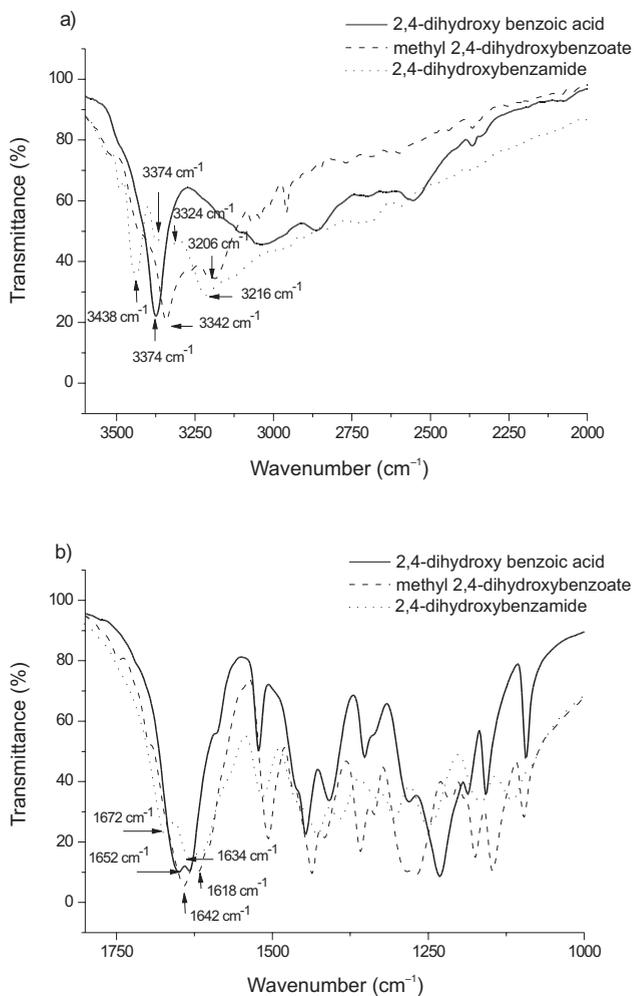 a)
2,4-dihydroxy benzoic acid
methyl 2,4-dihydroxybenzoate
2,4-dihydroxybenzamide
Transmittance (%)
100
80
60
40
20
0
3374 cm⁻¹
3324 cm⁻¹
3206 cm⁻¹
3438 cm⁻¹
3342 cm⁻¹
3216 cm⁻¹
3374 cm⁻¹
3500 3250 3000 2750 2500 2250 2000
Wavenumber (cm⁻¹)
b)
2,4-dihydroxy benzoic acid
methyl 2,4-dihydroxybenzoate
2,4-dihydroxybenzamide
Transmittance (%)
100
80
60
40
20
0
1672 cm⁻¹
1652 cm⁻¹
1634 cm⁻¹
1618 cm⁻¹
1642 cm⁻¹
1750 1500 1250 1000
Wavenumber (cm⁻¹)